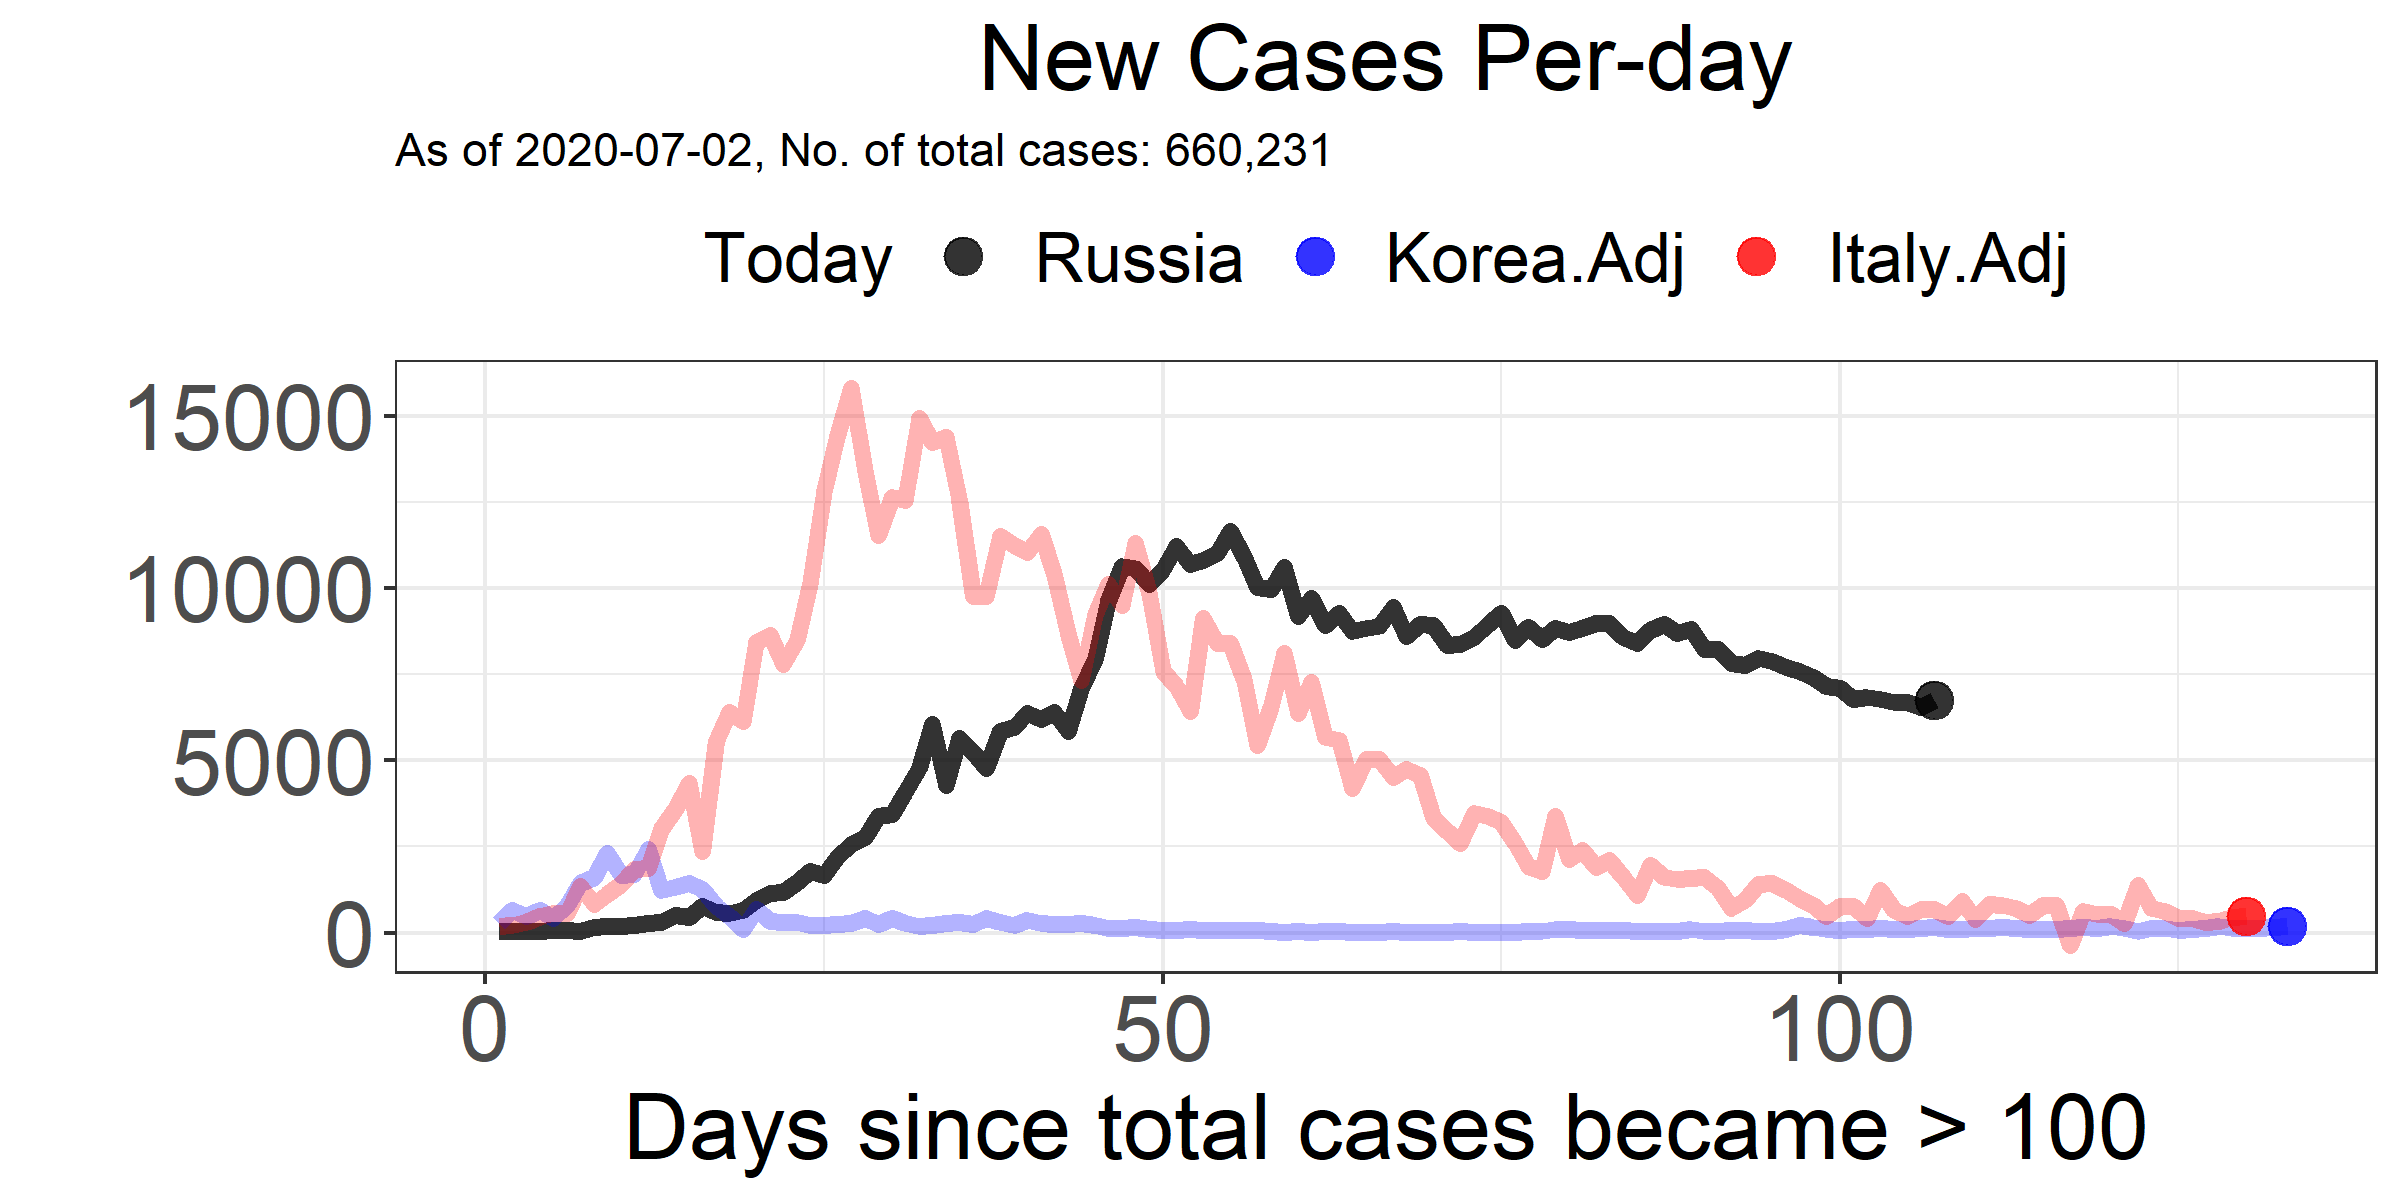 New Cases Per-day
As of 2020-07-02, No. of total cases: 660,231
Today Russia Korea.Adj Italy.Adj
15000
10000
5000
0
0 50 100
Days since total cases became > 100